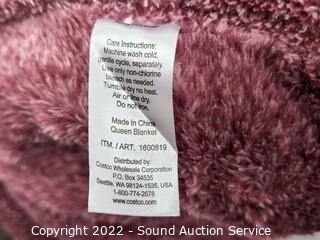 Care Instructions:
Machine wash cold,
gentle cycle, separately.
Use only non-chlorine
bleach as needed.
Tumble dry no heat.
Air or line dry.
Do not iron.
Made In China
Queen Blanket
ITM. / ART. 1600819
Distributed by:
Costco Wholesale Corporation
P.O. Box 34535
Seattle, WA 98124-1535, USA
1-800-774-2678
www.costco.com
Copyright 2022 - Sound Auction Service